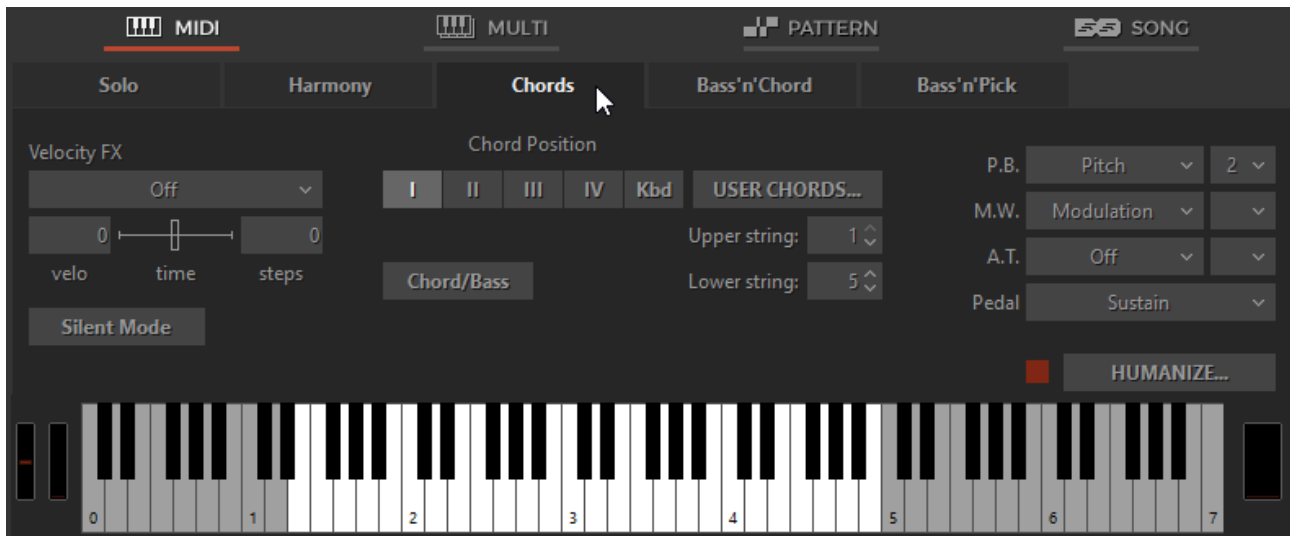 MIDI MULTI PATTERN SONG
Solo Harmony Chords Bass'n'Chord Bass'n'Pick
Velocity FX
Off
0 0
velo time steps
Silent Mode
Chord Position
I II III IV Kbd USER CHORDS...
Upper string: 1
Chord/Bass Lower string: 5
P.B. Pitch 2
M.W. Modulation
A.T. Off
Pedal Sustain
HUMANIZE...
0 1 2 3 4 5 6 7